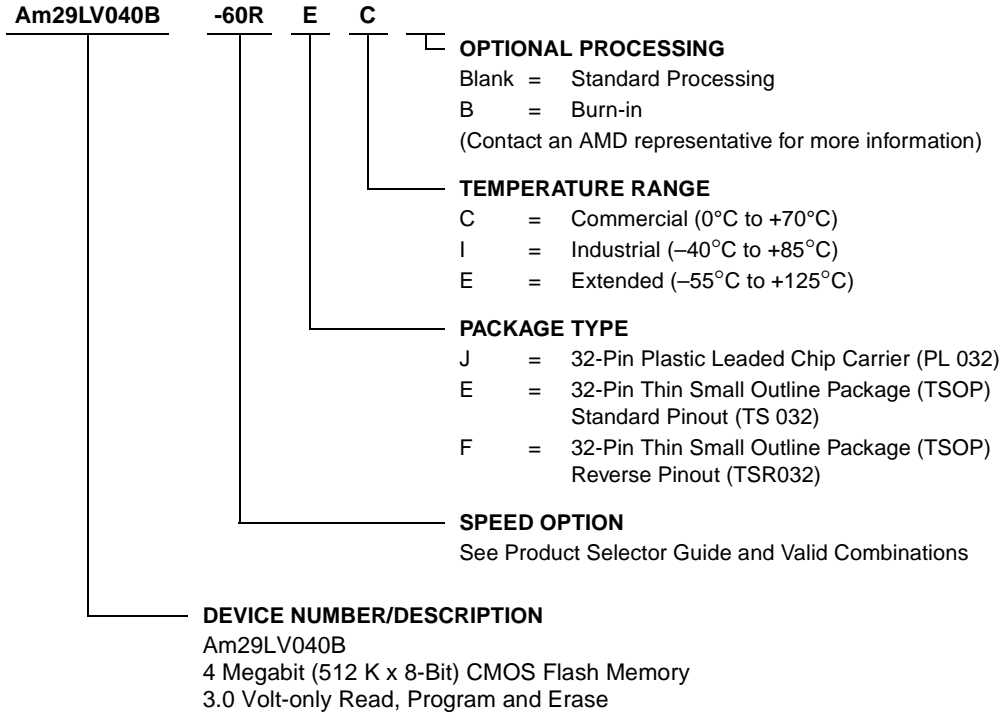 Am29LV040B -60R E C
OPTIONAL PROCESSING
Blank = Standard Processing
B = Burn-in
(Contact an AMD representative for more information)
TEMPERATURE RANGE
C = Commercial (0°C to +70°C)
I = Industrial (–40°C to +85°C)
E = Extended (–55°C to +125°C)
PACKAGE TYPE
J = 32-Pin Plastic Leaded Chip Carrier (PL 032)
E = 32-Pin Thin Small Outline Package (TSOP)
Standard Pinout (TS 032)
F = 32-Pin Thin Small Outline Package (TSOP)
Reverse Pinout (TSR032)
SPEED OPTION
See Product Selector Guide and Valid Combinations
DEVICE NUMBER/DESCRIPTION
Am29LV040B
4 Megabit (512 K x 8-Bit) CMOS Flash Memory
3.0 Volt-only Read, Program and Erase